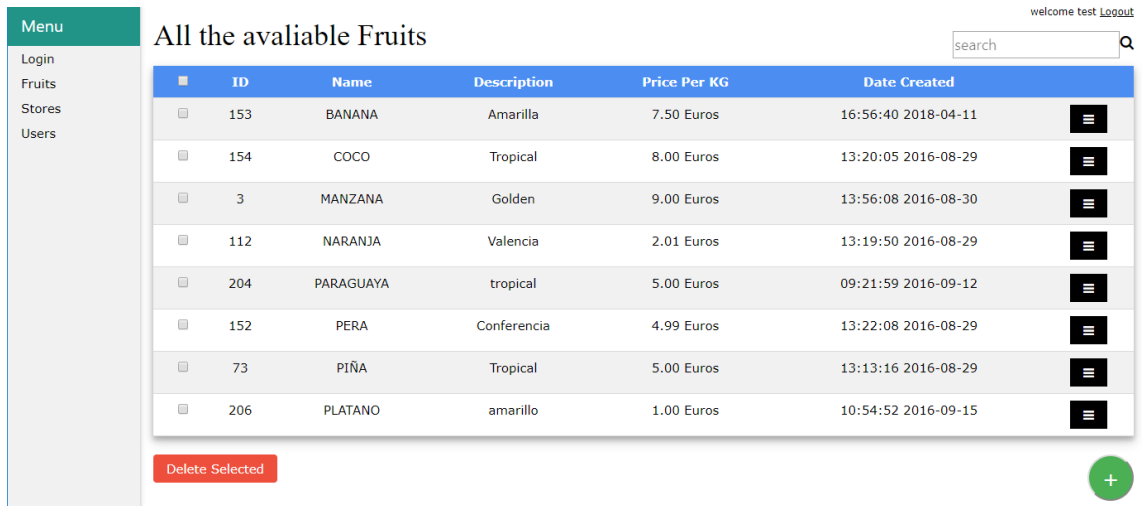 welcome test Logout
Menu
All the avaliable Fruits
search
Login
Fruits
Stores
Users
ID Name Description Price Per KG Date Created
153 BANANA Amarilla 7.50 Euros 16:56:40 2018-04-11
154 COCO Tropical 8.00 Euros 13:20:05 2016-08-29
3 MANZANA Golden 9.00 Euros 13:56:08 2016-08-30
112 NARANJA Valencia 2.01 Euros 13:19:50 2016-08-29
204 PARAGUAYA tropical 5.00 Euros 09:21:59 2016-09-12
152 PERA Conferencia 4.99 Euros 13:22:08 2016-08-29
73 PIÑA Tropical 5.00 Euros 13:13:16 2016-08-29
206 PLATANO amarillo 1.00 Euros 10:54:52 2016-09-15
Delete Selected
+